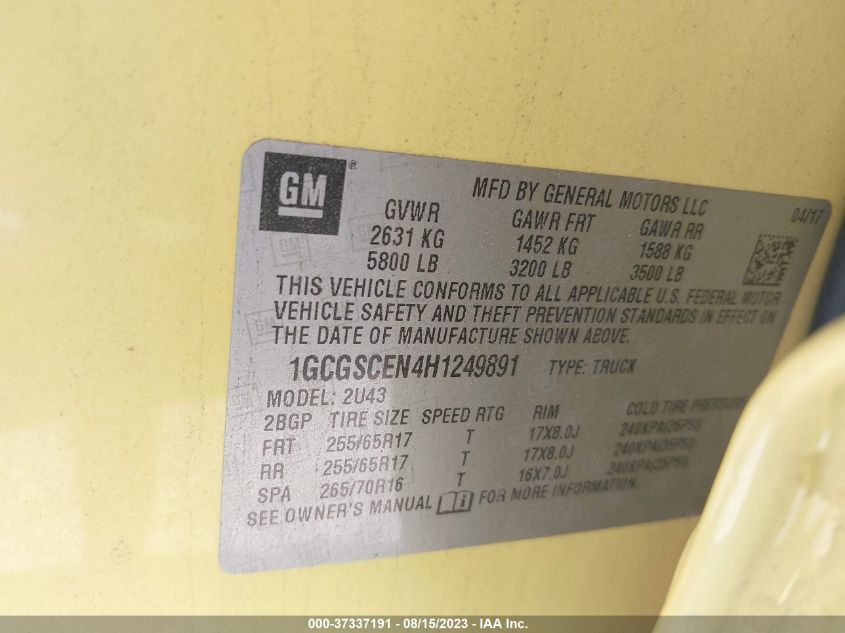 GM ®
MFD BY GENERAL MOTORS LLC
04/17
GVWR GAWR FRT GAWR RR
2631 KG 1452 KG 1588 KG
5800 LB 3200 LB 3500 LB
THIS VEHICLE CONFORMS TO ALL APPLICABLE U.S. FEDERAL MOTOR
VEHICLE SAFETY AND THEFT PREVENTION STANDARDS IN EFFECT ON
THE DATE OF MANUFACTURE SHOWN ABOVE.
1GCGSCEN4H1249891 TYPE: TRUCK
MODEL: 2U43
2BGP TIRE SIZE SPEED RTG RIM COLD TIRE PRESSURE
FRT 255/65R17 T 17X8.0J 240KPA(35PSI)
RR 255/65R17 T 17X8.0J 240KPA(35PSI)
SPA 265/70R16 T 16X7.0J 240KPA(35PSI)
SEE OWNER'S MANUAL FOR MORE INFORMATION.
000-37337191 - 08/15/2023 - IAA Inc.